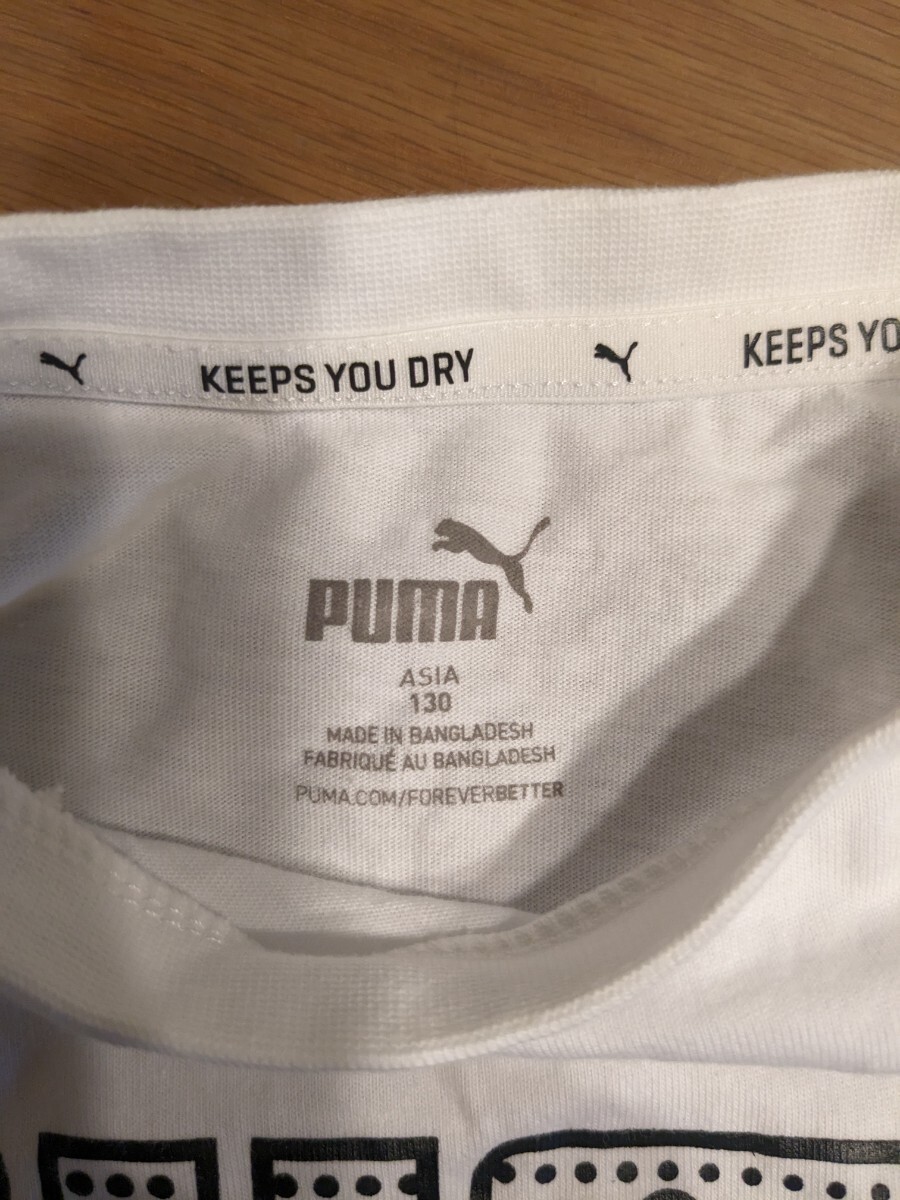 KEEPS YOU DRY
KEEPS YO
PUMA
ASIA
130
MADE IN BANGLADESH
FABRIQUÉ AU BANGLADESH
PUMA.COM/FOREVERBETTER